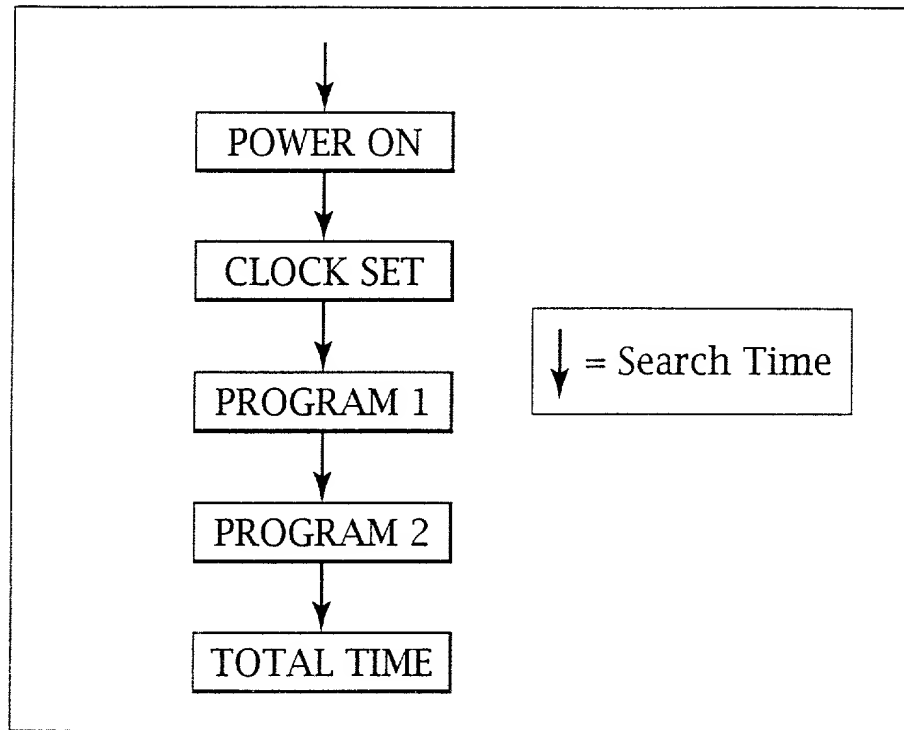 POWER ON
CLOCK SET
PROGRAM 1
= Search Time
PROGRAM 2
TOTAL TIME